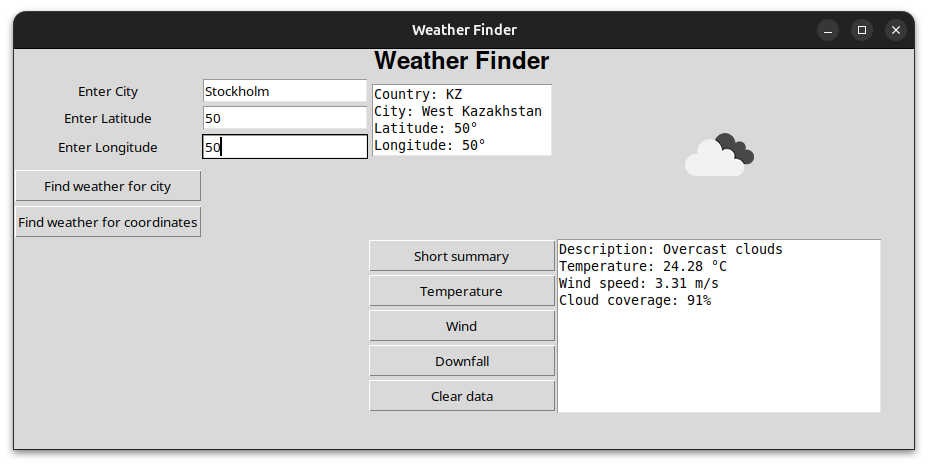 Weather Finder
Weather Finder
Enter City
Stockholm
Enter Latitude
50
Enter Longitude
50
Country: KZ
City: West Kazakhstan
Latitude: 50°
Longitude: 50°
Find weather for city
Find weather for coordinates
Short summary
Temperature
Wind
Downfall
Clear data
Description: Overcast clouds
Temperature: 24.28 °C
Wind speed: 3.31 m/s
Cloud coverage: 91%